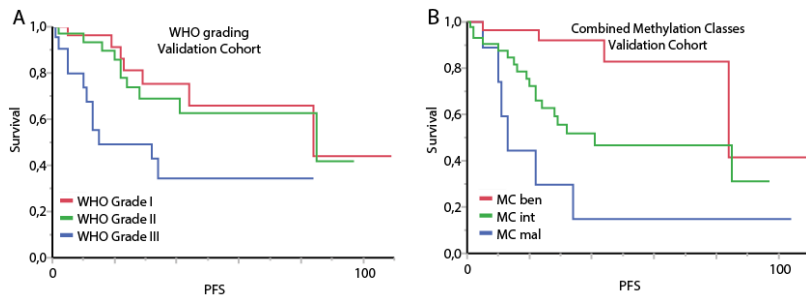 A
WHO grading
Validation Cohort
Survival
1,0
0,8
0,6
0,4
0,2
0,0
WHO Grade I
WHO Grade II
WHO Grade III
0
100
PFS
B
Combined Methylation Classes
Validation Cohort
Survival
1,0
0,8
0,6
0,4
0,2
0,0
MC ben
MC int
MC mal
0
100
PFS